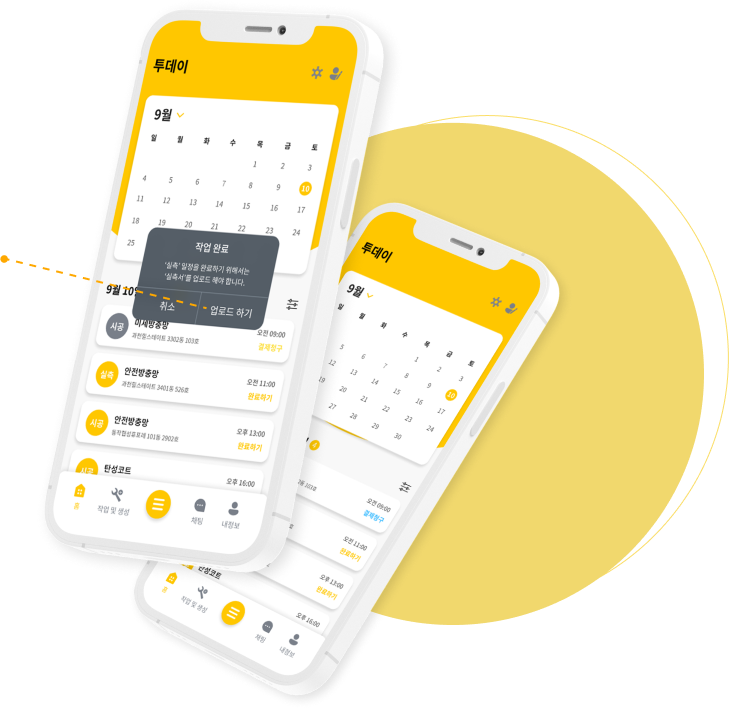 투데이
9월
일 월 화 수 목 금 토
1 2 3
4 5 6 7 8 9 10
11 12 13 14 15 16 17
18 19 20 21 22 23 24
25
작업 완료
'실측' 일정을 완료하기 위해서는
'실측서'를 업로드 해야 합니다.
취소 업로드 하기
9월 10일
시공
미세방충망
과천힐스테이트 3302동 103호
오전 09:00
결제청구
실측
안전방충망
과천힐스테이트 3401동 526호
오전 11:00
완료하기
시공
안전방충망
동작협성휴프레 101동 2902호
오후 13:00
완료하기
시공
탄성코트
오후 16:00
홈 작업 및 생성 채팅 내정보
투데이
9월
일 월 화 수 목 금 토
1 2 3
5 6 7 8 9 10
12 13 14 15 16 17
19 20 21 22 23 24
27 28 29 30
4
103호
오전 09:00
결제청구
오전 11:00
완료하기
오후 13:00
완료하기
탄성코트
오후 16:00
홈 작업 및 생성 채팅 내정보